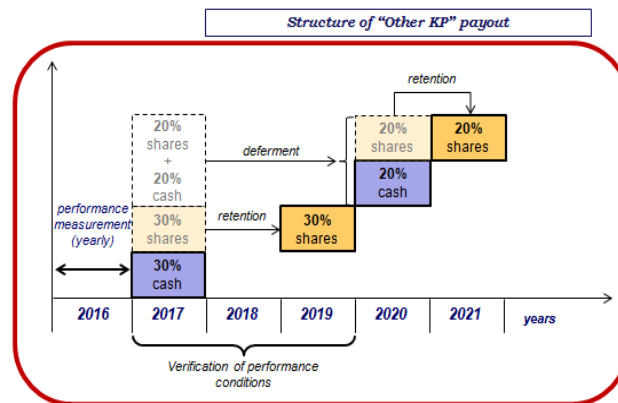 Structure of “Other KP” payout
retention
20%
shares
+
20%
cash
20%
shares
20%
shares
deferment
20%
cash
performance
measurement
(yearly)
30%
shares
retention
30%
shares
30%
cash
2016
2017
2018
2019
2020
2021
years
Verification of performance
conditions